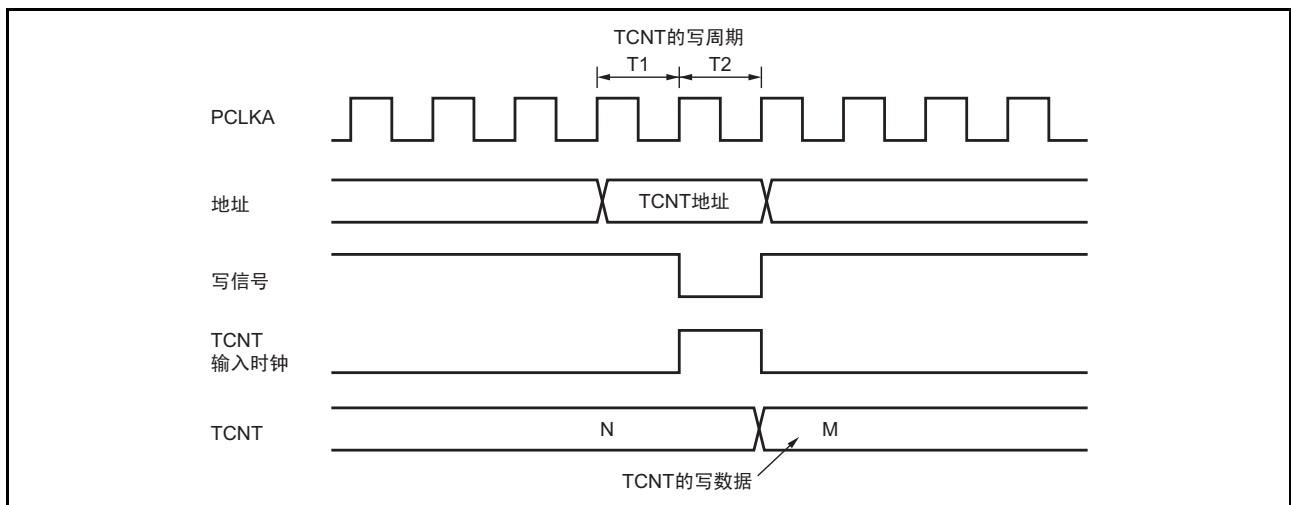 TCNT的写周期
T1 T2
PCLKA
地址 TCNT地址
写信号
TCNT
输入时钟
TCNT N M
TCNT的写数据